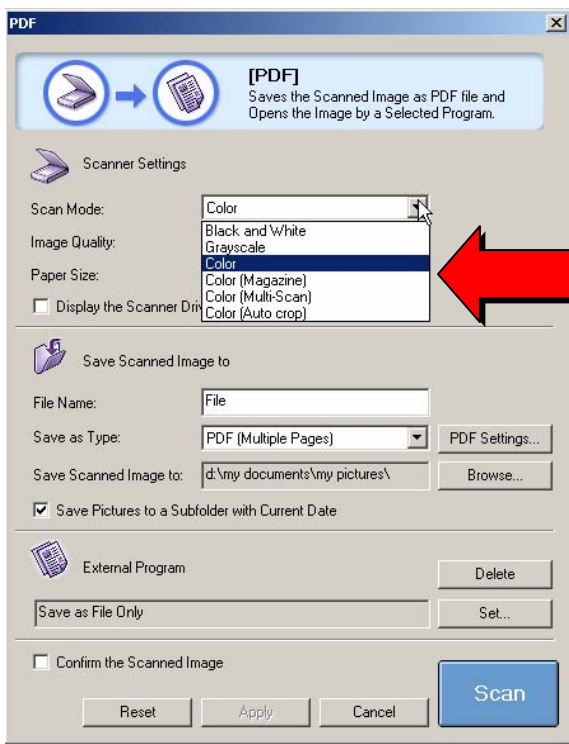 PDF
[PDF]
Saves the Scanned Image as PDF file and
Opens the Image by a Selected Program.
Scanner Settings
Scan Mode: Color
Black and White
Image Quality:
Grayscale
Color
Paper Size:
Color (Magazine)
Color (Multi-Scan)
Display the Scanner Dri
Color (Auto crop)
Save Scanned Image to
File Name: File
Save as Type: PDF (Multiple Pages) PDF Settings...
Save Scanned Image to: d:\my documents\my pictures\ Browse...
Save Pictures to a Subfolder with Current Date
External Program
Delete
Save as File Only Set...
Confirm the Scanned Image
Scan
Reset Apply Cancel